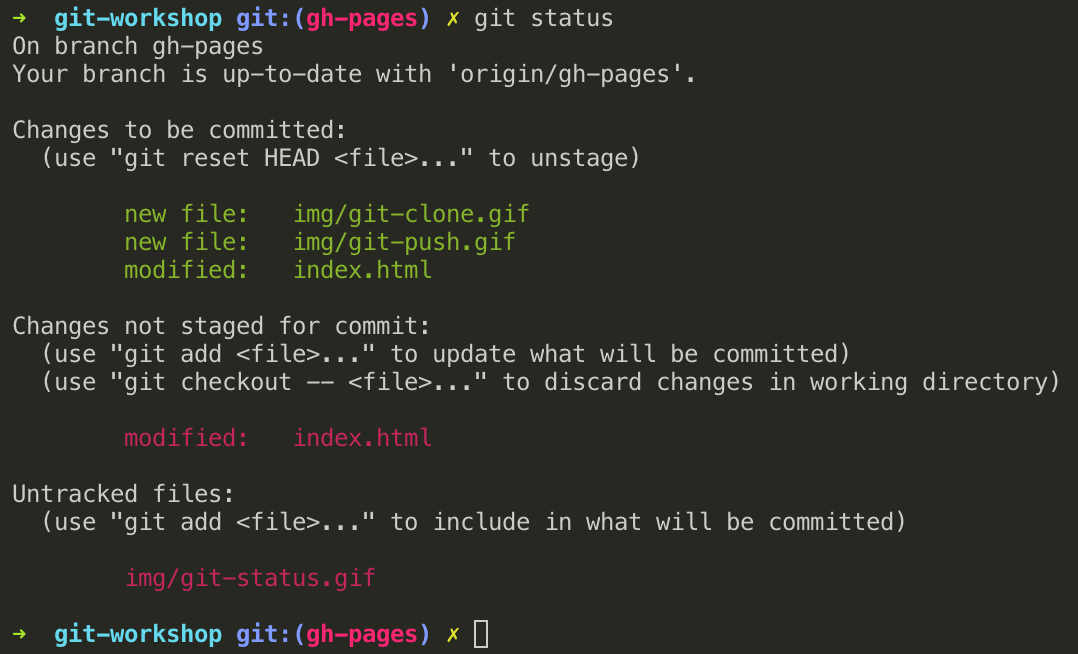 ➜  git-workshop git:(gh-pages) ✗ git status
On branch gh-pages
Your branch is up-to-date with 'origin/gh-pages'.

Changes to be committed:
  (use "git reset HEAD <file>..." to unstage)

        new file:   img/git-clone.gif
        new file:   img/git-push.gif
        modified:   index.html

Changes not staged for commit:
  (use "git add <file>..." to update what will be committed)
  (use "git checkout -- <file>..." to discard changes in working directory)

        modified:   index.html

Untracked files:
  (use "git add <file>..." to include in what will be committed)

        img/git-status.gif

➜  git-workshop git:(gh-pages) ✗